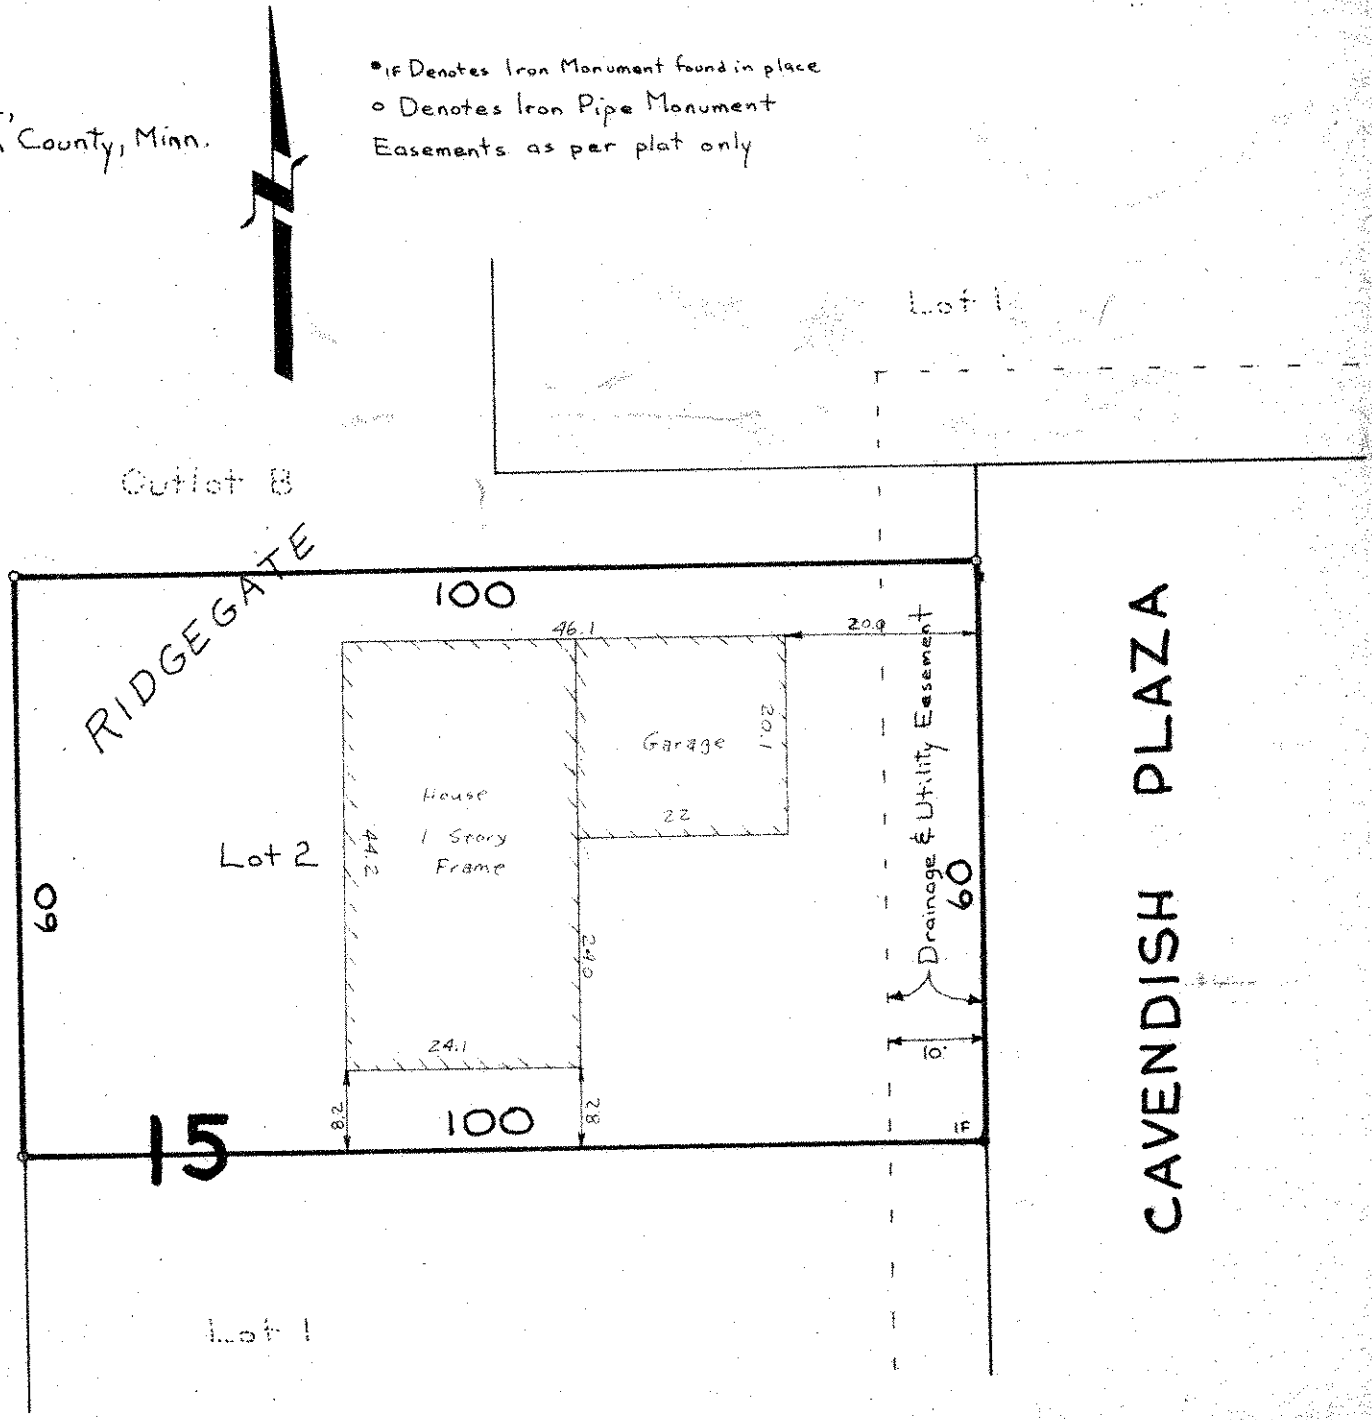 •IF Denotes Iron Monument found in place
County, Minn.
o Denotes Iron Pipe Monument
Easements as per plat only
Lot 1
Outlot B
RIDGEGATE
100
46.1
20.9
Garage
20.1
22
House
1 Story
Frame
44.2
Lot 2
60
24.0
24.1
Drainage & Utility Easement
60
CAVENDISH PLAZA
10'
8.2
100
8.2
IF
15
Lot 1